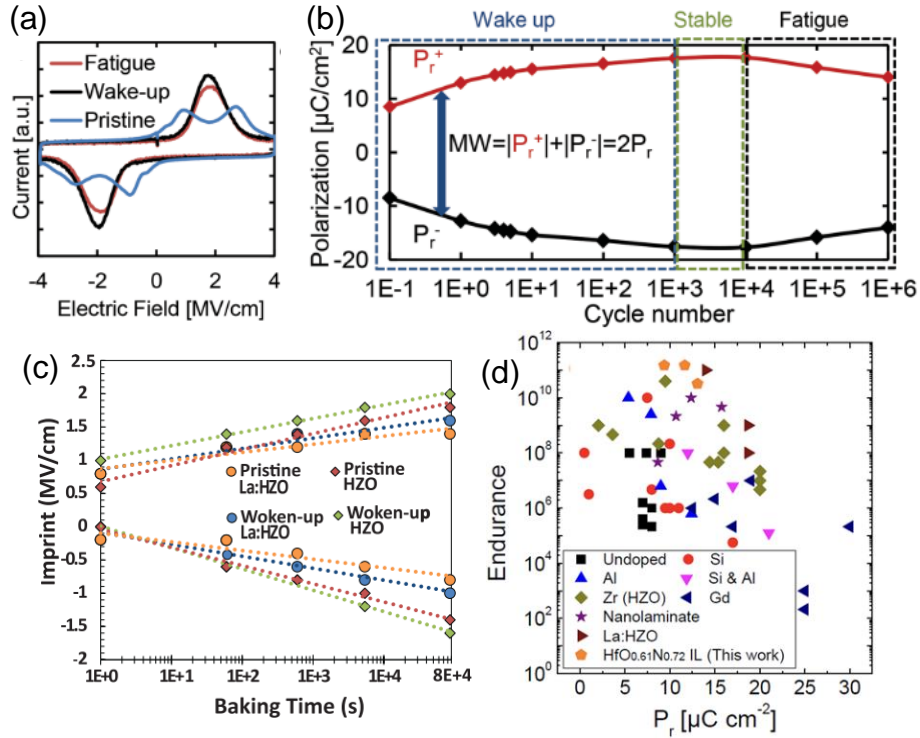 (a)
Fatigue
Wake-up
Pristine
Current [a.u.]
-4 -2 0 2 4
Electric Field [MV/cm]
(b)
Wake up Stable Fatigue
20
10
0
-10
-20
Polarization [µC/cm²]
Pr+
MW=|Pr+|+|Pr-|=2Pr
Pr-
1E-1 1E+0 1E+1 1E+2 1E+3 1E+4 1E+5 1E+6
Cycle number
(c)
2.5
2
1.5
1
0.5
0
-0.5
-1
-1.5
-2
Imprint (MV/cm)
Pristine
La:HZO
Pristine
HZO
Woken-up
La:HZO
Woken-up
HZO
1E+0 1E+1 1E+2 1E+3 1E+4 8E+4
Baking Time (s)
(d)
10¹²
10¹⁰
10⁸
10⁶
10⁴
10²
10⁰
Endurance
Undoped Si
Al Si & Al
Zr (HZO) Gd
Nanolaminate
La:HZO
HfO0.61N0.72 IL (This work)
0 5 10 15 20 25 30
Pr [µC cm⁻²]